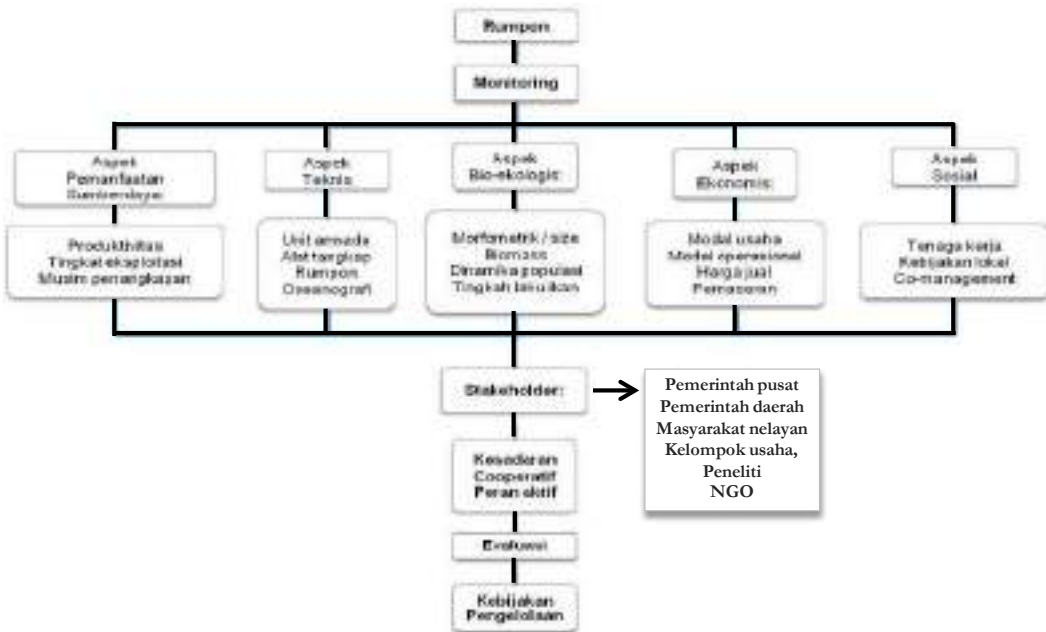 Rumpon
Monitoring
Aspek
Pemanfaatan
Sumberdaya:
Aspek
Teknis
Aspek
Bio-ekologis:
Aspek
Ekonomis:
Aspek
Sosial
Produktivitas
Tingkat eksploitasi
Musim penangkapan
Unit armada
Alat tangkap
Rumpon
Oseanografi
Morfometrik / size
Biomass
Dinamika populasi
Tingkah laku ikan
Modal usaha
Modal operasional
Harga jual
Pemasaran
Tenaga kerja
Kebijakan lokal
Co-management
Stakeholder:
Pemerintah pusat
Pemerintah daerah
Masyarakat nelayan
Kelompok usaha,
Peneliti
NGO
Kesadaran
Cooperatif
Peran aktif
Evaluasi
Kebijakan
Pengelolaan